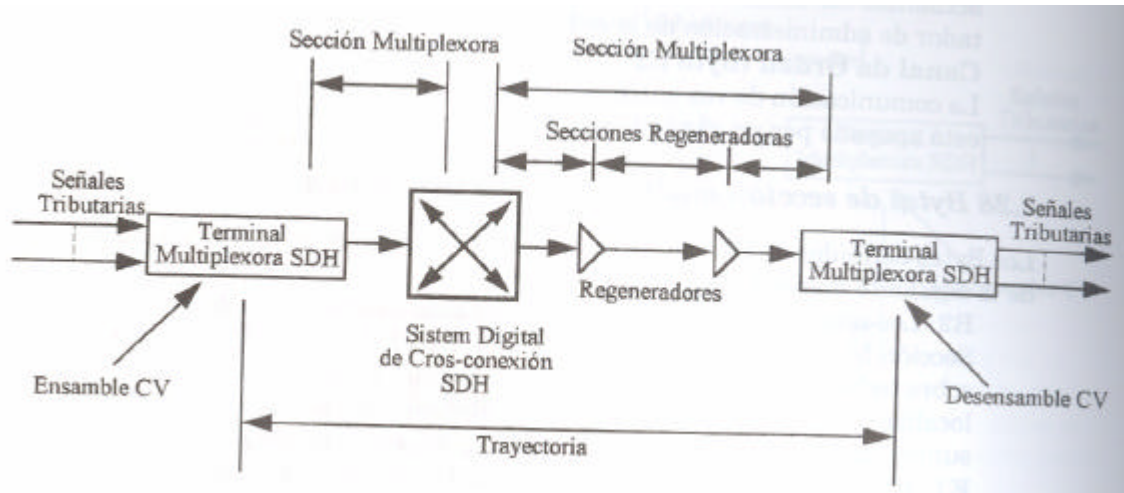 Sección Multiplexora
Sección Multiplexora
Secciones Regeneradoras
Señales
Tributarias
Terminal
Multiplexora SDH
Regeneradores
Terminal
Multiplexora SDH
Señales
Tributarias
Sistem Digital
de Cros-conexión
SDH
Ensamble CV
Desensamble CV
Trayectoria